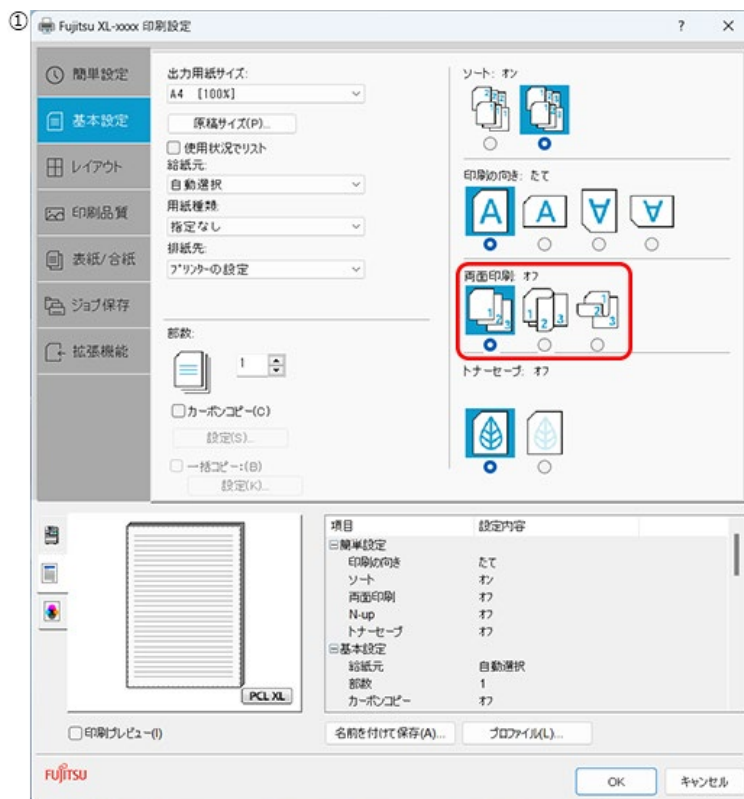 ①
Fujitsu XL-xxxx 印刷設定
簡単設定
基本設定
レイアウト
印刷品質
表紙/合紙
ジョブ保存
拡張機能
出力用紙サイズ:
A4 [100%]
原稿サイズ(P)...
使用状況でリスト
給紙元:
自動選択
用紙種類:
指定なし
排紙先:
プリンターの設定
部数:
1
カーボンコピー(C)
設定(S)...
一括コピー:(B)
設定(K)...
ソート: オン
印刷の向き: たて
両面印刷: オフ
トナーセーブ: オフ
項目 設定内容
簡単設定
印刷の向き たて
ソート オン
両面印刷 オフ
N-up オフ
トナーセーブ オフ
基本設定
給紙元 自動選択
部数 1
カーボンコピー オフ
PCL XL
印刷プレビュー(I)
名前を付けて保存(A)...
プロファイル(L)...
FUJITSU
OK
キャンセル